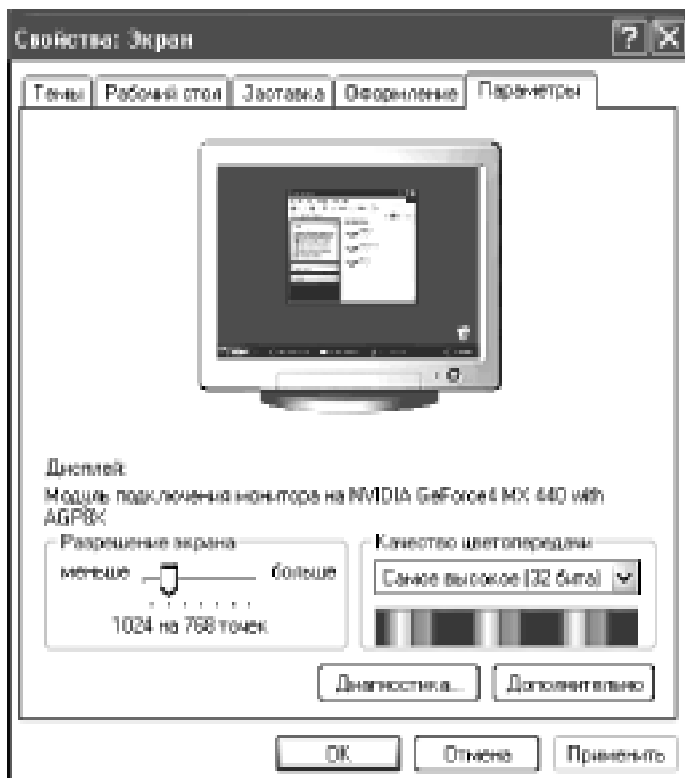 Свойства: Экран
Темы Рабочий стол Заставка Оформление Параметры
Дисплей:
Модуль подключения монитора на NVIDIA GeForce4 MX 440 with
AGP8X
Разрешение экрана
меньше больше
1024 на 768 точек
Качество цветопередачи
Самое высокое (32 бита)
Диагностика... Дополнительно
ОК Отмена Применить